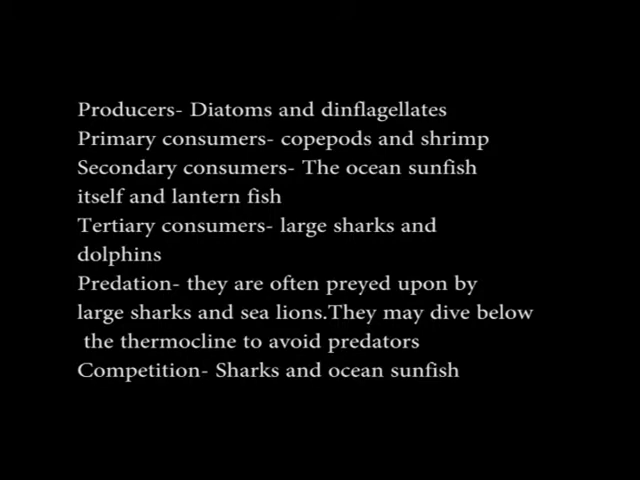 Producers- Diatoms and dinflagellates
Primary consumers- copepods and shrimp
Secondary consumers- The ocean sunfish
itself and lantern fish
Tertiary consumers- large sharks and
dolphins
Predation- they are often preyed upon by
large sharks and sea lions.They may dive below
the thermocline to avoid predators
Competition- Sharks and ocean sunfish